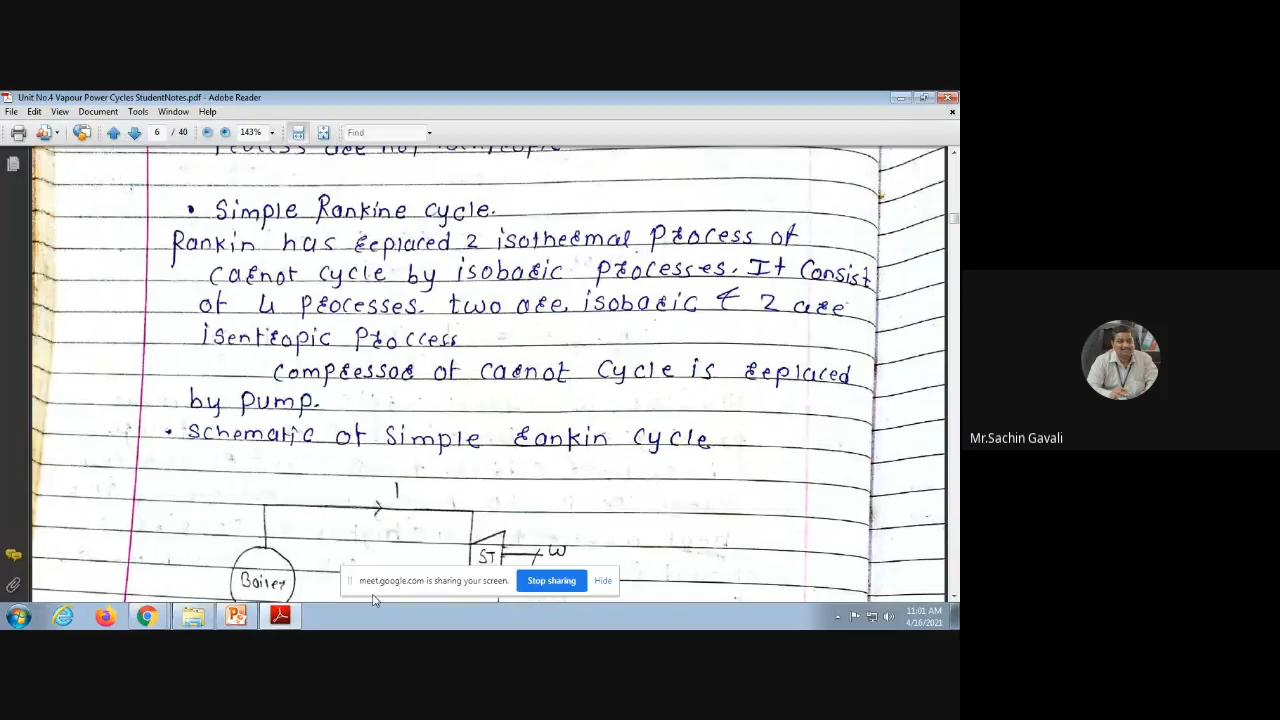 Unit No.4 Vapour Power Cycles StudentNotes.pdf - Adobe Reader
File Edit View Document Tools Window Help
6 / 40 143% Find
• Simple Rankine cycle.
Rankin has replaced 2 isothermal process of
carnot cycle by isobaric processes. It consist
of 4 processes. two are isobaric & 2 are
isentropic Proccess
compressor of carnot cycle is replaced
by pump.
• Schematic of simple rankin cycle
1
ST W
Boiler
meet.google.com is sharing your screen. Stop sharing Hide
11:01 AM
4/16/2021
Mr.Sachin Gavali